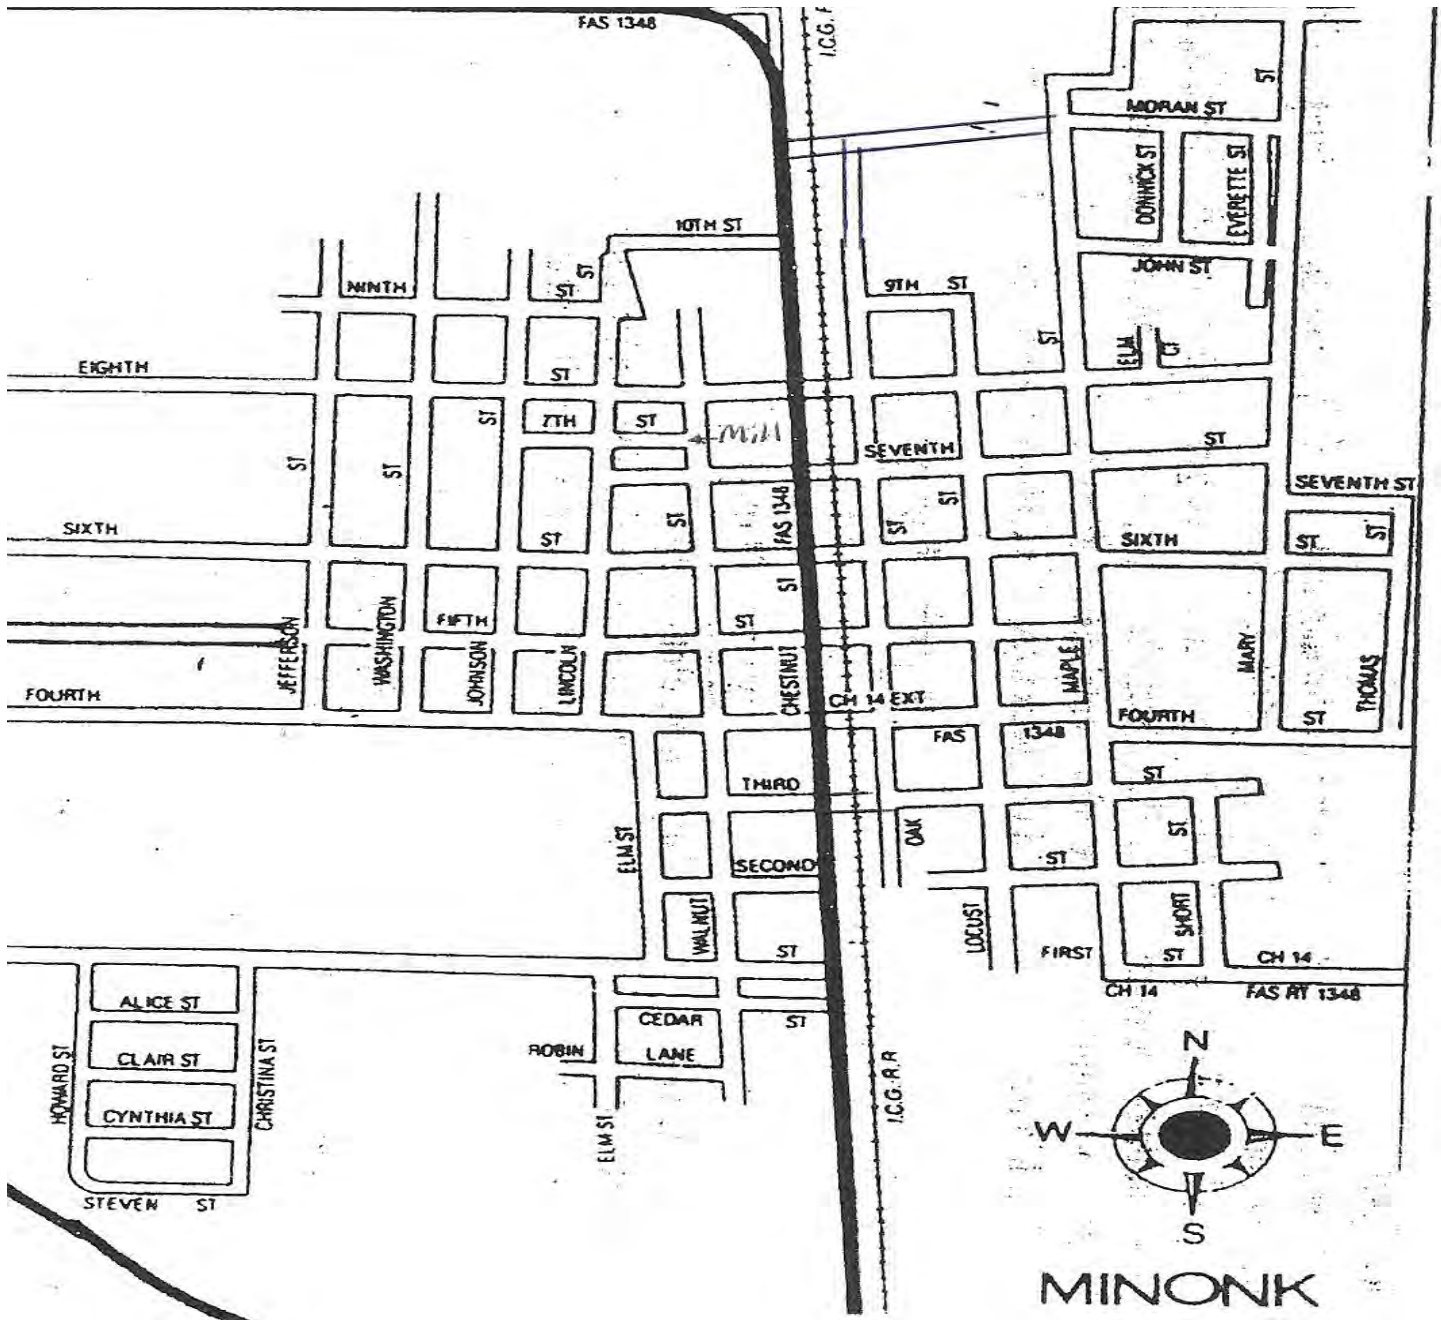 FAS 1348
I.C.G. R
ST
MORAN ST
DONNICK ST
EVERETTE ST
10TH ST
JOHN ST
ST
NINTH
ST
9TH ST
ST
ELM
CT
EIGHTH
ST
ST
7TH ST
ST
ST
ST
SEVENTH
ST
SEVENTH ST
FAS 1348
ST
ST
ST
SIXTH
ST
SIXTH
ST
ST
ST
JEFFERSON
WASHINGTON
FIFTH
ST
JOHNSON
LINCOLN
CHESTNUT
MAPLE
MARY
THOMAS
FOURTH
CH 14 EXT
FOURTH
ST
FAS 1348
THIRD
ST
ELM ST
OAK
ST
SECOND
ST
WALNUT
LOCUST
SHORT
ST
FIRST
ST
CH 14
CH 14
FAS RT 1348
ALICE ST
CEDAR
ST
HOWARD ST
CLAIR ST
CHRISTINA ST
ROBIN
LANE
CYNTHIA ST
ELM ST
I.C.G. R.R
STEVEN ST
N
W
E
S
MINONK